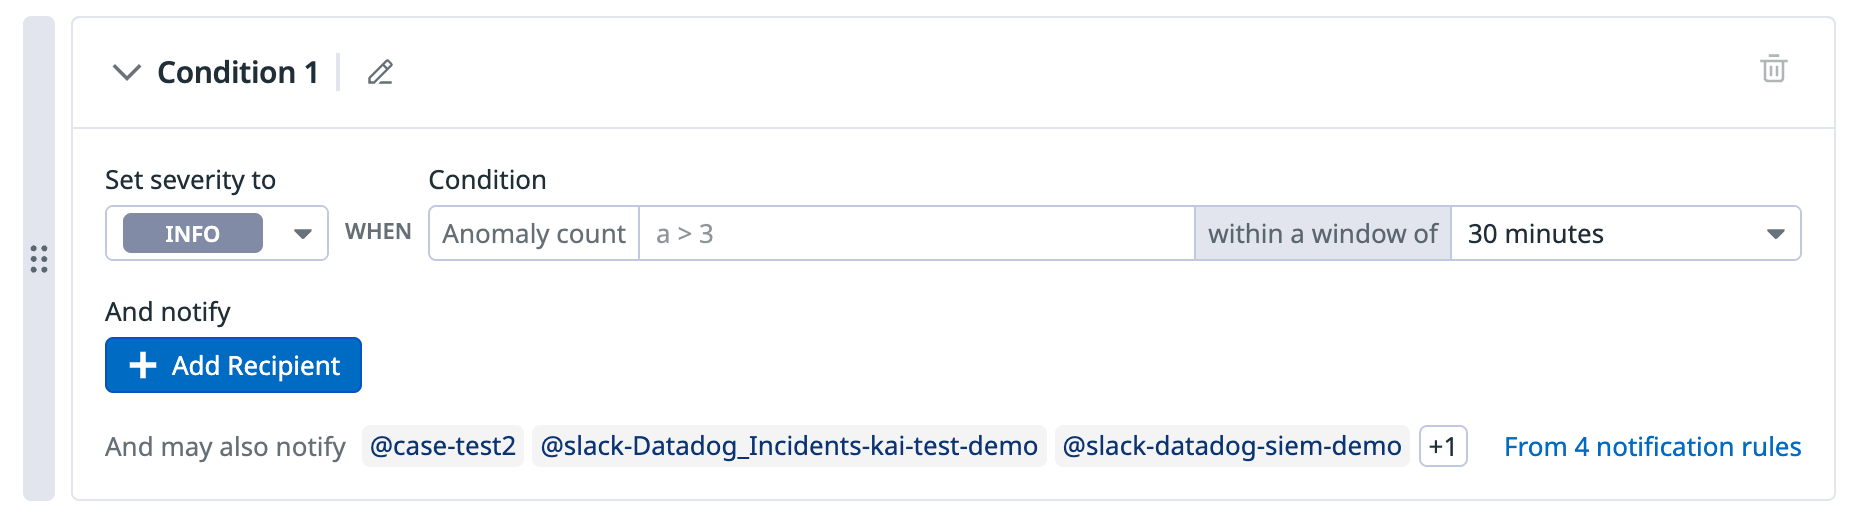 Condition 1
Set severity to
Condition
INFO WHEN Anomaly count a > 3 within a window of 30 minutes
And notify
Add Recipient
And may also notify @case-test2 @slack-Datadog_Incidents-kai-test-demo @slack-datadog-siem-demo +1 From 4 notification rules